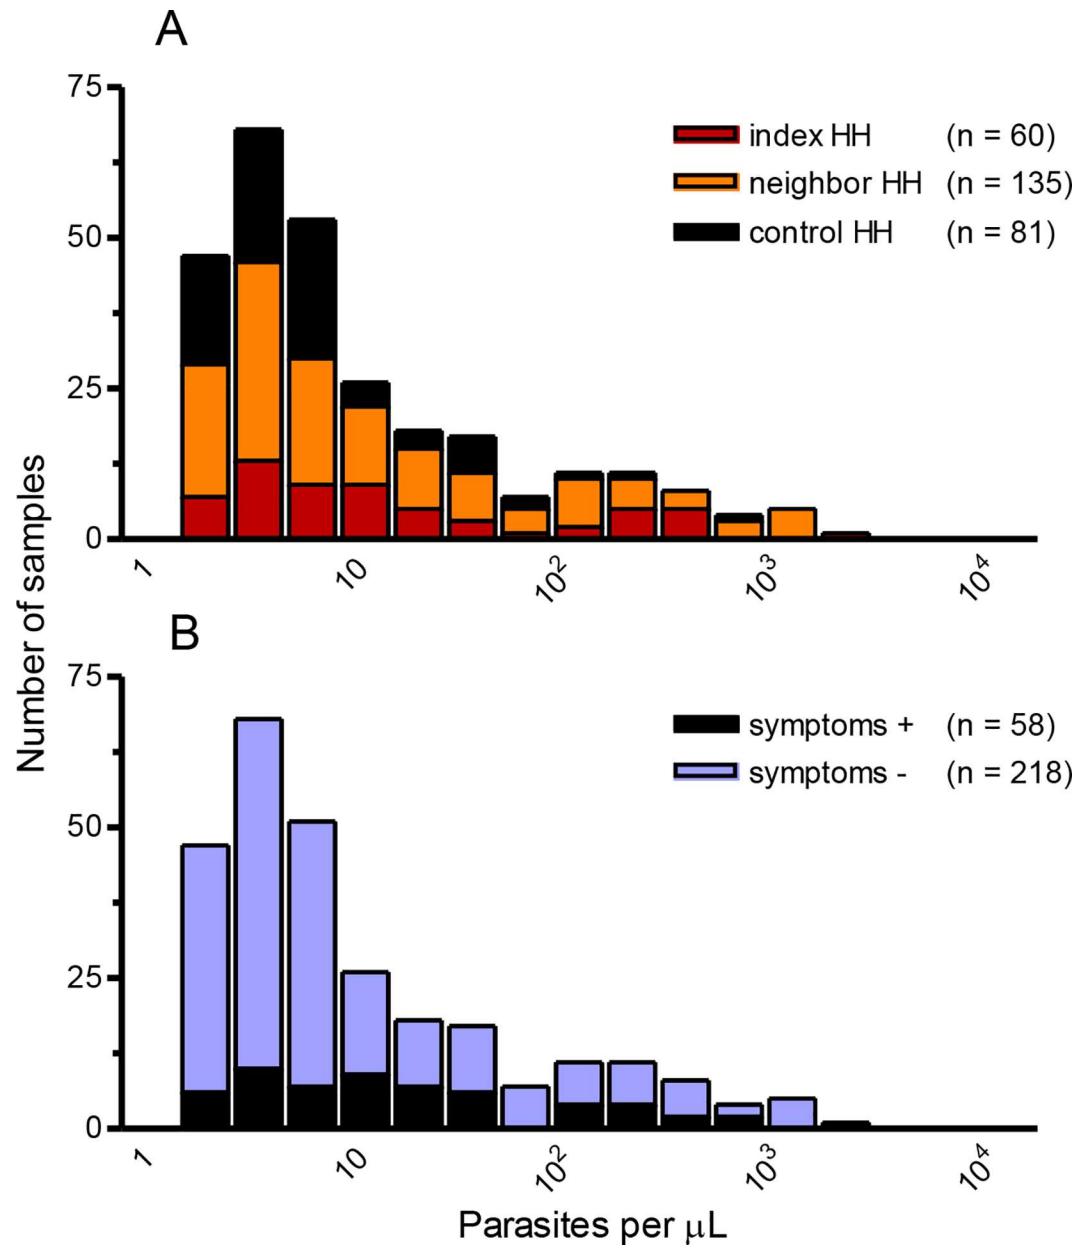 A
75
50
25
0
index HH (n = 60)
neighbor HH (n = 135)
control HH (n = 81)
1 10 10² 10³ 10⁴
Number of samples
B
75
50
25
0
symptoms + (n = 58)
symptoms - (n = 218)
1 10 10² 10³ 10⁴
Parasites per μL